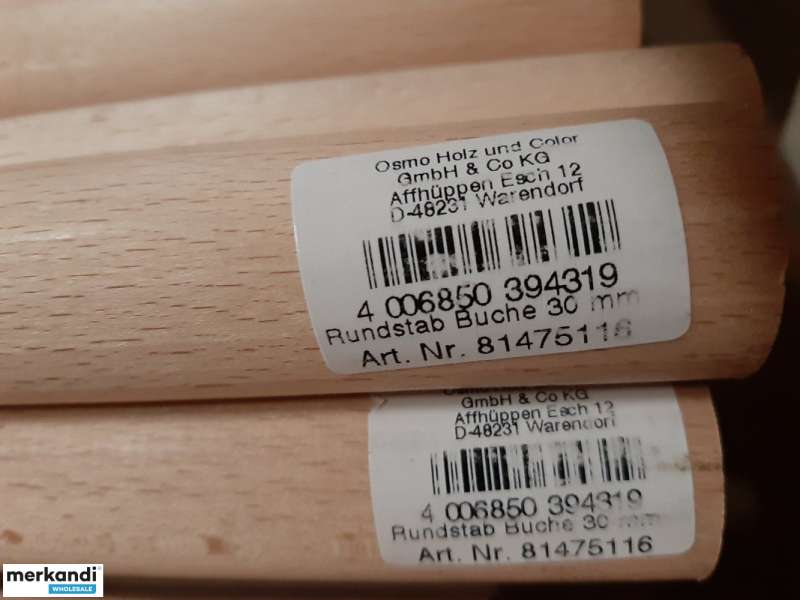 Osmo Holz und Color
GmbH & Co KG
Affhüppen Esch 12
D-48231 Warendorf
4 006850 394319
Rundstab Buche 30 mm
Art. Nr. 81475116
GmbH & Co KG
Affhüppen Esch 12
D-48231 Warendorf
4 006850 394319
Rundstab Buche 30 mm
Art. Nr. 81475116
merkandi
WHOLESALE